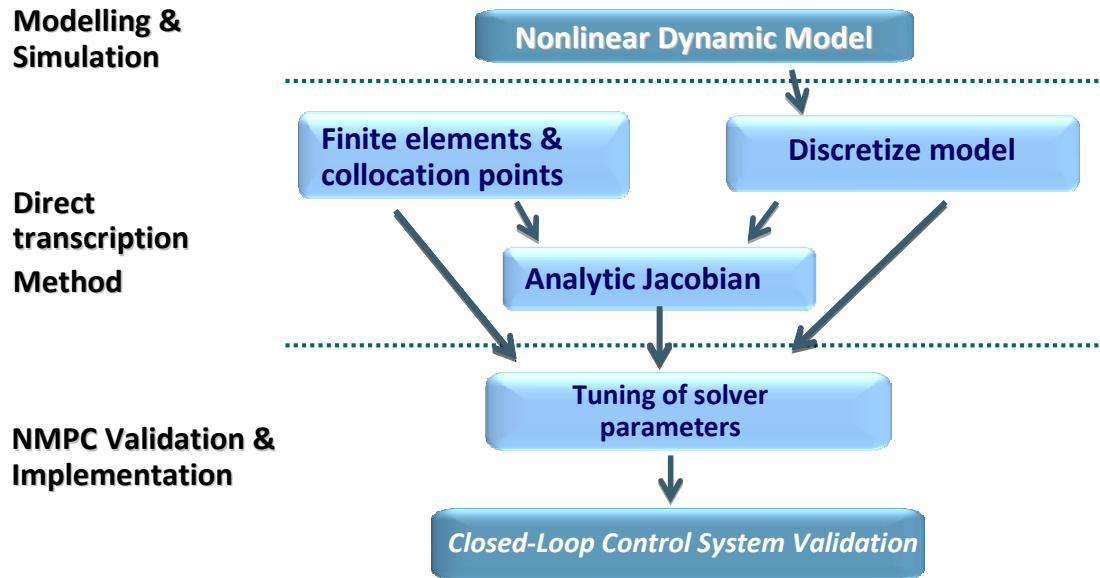 Modelling &
Simulation
Nonlinear Dynamic Model
Finite elements &
collocation points
Discretize model
Direct
transcription
Method
Analytic Jacobian
Tuning of solver
parameters
NMPC Validation &
Implementation
Closed-Loop Control System Validation